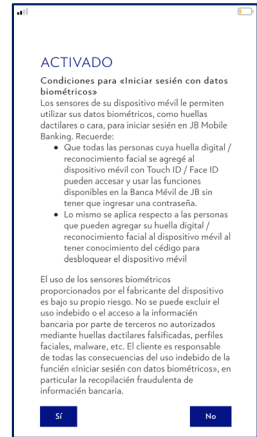 ACTIVADO
Condiciones para «Iniciar sesión con datos
biométricos»
Los sensores de su dispositivo móvil le permiten
utilizar sus datos biométricos, como huellas
dactilares o cara, para iniciar sesión en JB Mobile
Banking. Recuerde:
• Que todas las personas cuya huella digital /
reconocimiento facial se agregé al
dispositivo móvil con Touch ID / Face ID
pueden accesar y usar las funciones
disponibles en la Banca Mévil de JB sin
tener que ingresar una contraseña.
• Lo mismo se aplica respecto a las personas
que pueden agregar su huella digital /
reconocimiento facial al dispositivo móvil al
tener conocimiento del cédigo para
desbloquear el dispositivo móvil
El uso de los sensores biométricos
proporcionados por el fabricante del dispositivo
es bajo su propio riesgo. No se puede excluir el
uso indebido o el acceso a la informacién
bancaria por parte de terceros no autorizados
mediante huellas dactilares falsificadas, perfiles
faciales, malware, etc. El cliente es responsable
de todas las consecuencias del uso indebido de la
funcién «Iniciar sesión con datos biométricos», en
particular la recopilacién fraudulenta de
información bancaria.
Sí
No